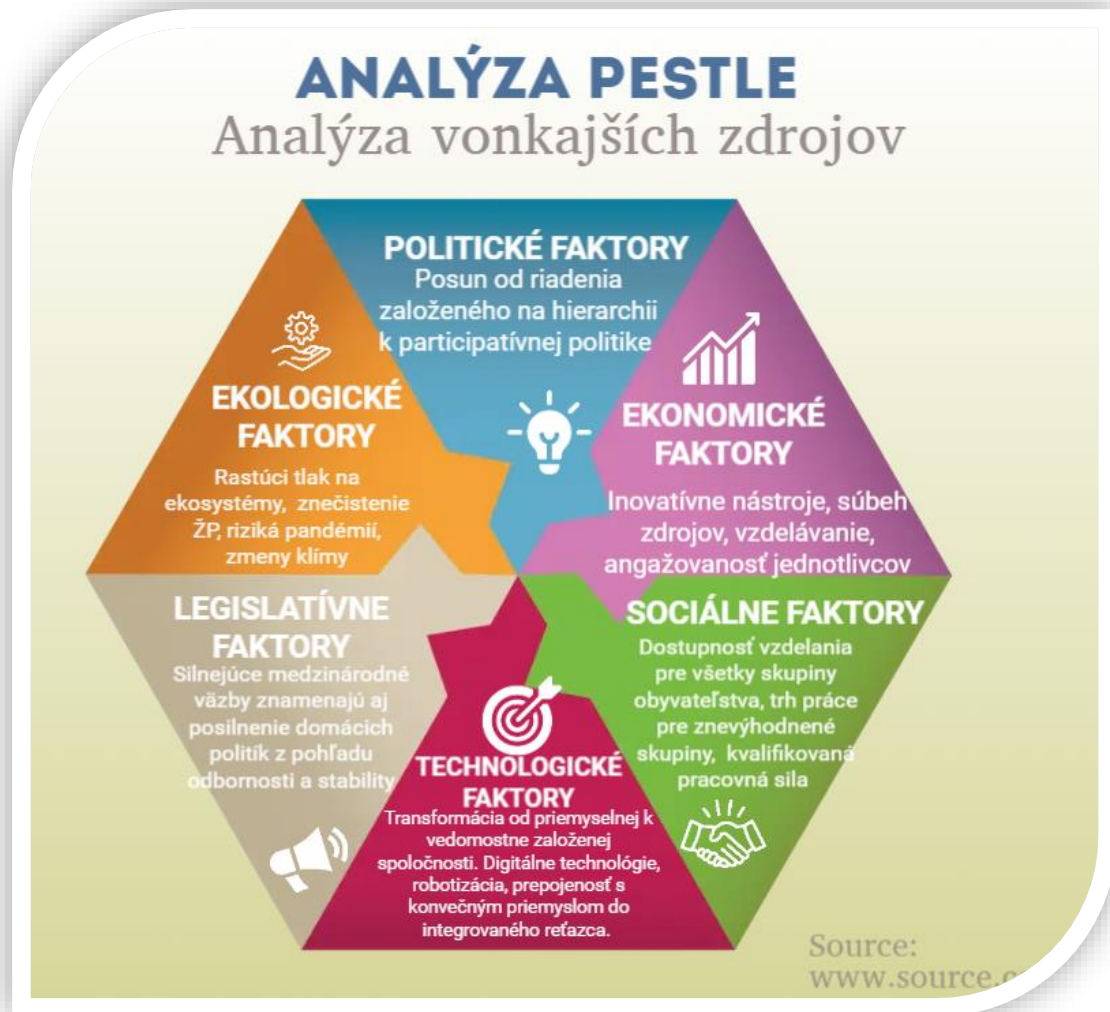 ANALÝZA PESTLE
Analýza vonkajších zdrojov
POLITICKÉ FAKTORY
Posun od riadenia
založeného na hierarchii
k participatívnej politike
EKONOMICKÉ
FAKTORY
Inovatívne nástroje, súbeh
zdrojov, vzdelávanie,
angažovanosť jednotlivcov
SOCIÁLNE FAKTORY
Dostupnosť vzdelania
pre všetky skupiny
obyvateľstva, trh práce
pre znevýhodnené
skupiny, kvalifikovaná
pracovná sila
TECHNOLOGICKÉ
FAKTORY
Transformácia od priemyselnej k
vedomostne založenej
spoločnosti. Digitálne technológie,
robotizácia, prepojenosť s
konvečným priemyslom do
integrovaného reťazca.
LEGISLATÍVNE
FAKTORY
Silnejúce medzinárodné
väzby znamenajú aj
posilnenie domácich
politík z pohľadu
odbornosti a stability
EKOLOGICKÉ
FAKTORY
Rastúci tlak na
ekosystémy, znečistenie
ŽP, riziká pandémií,
zmeny klímy
Source: